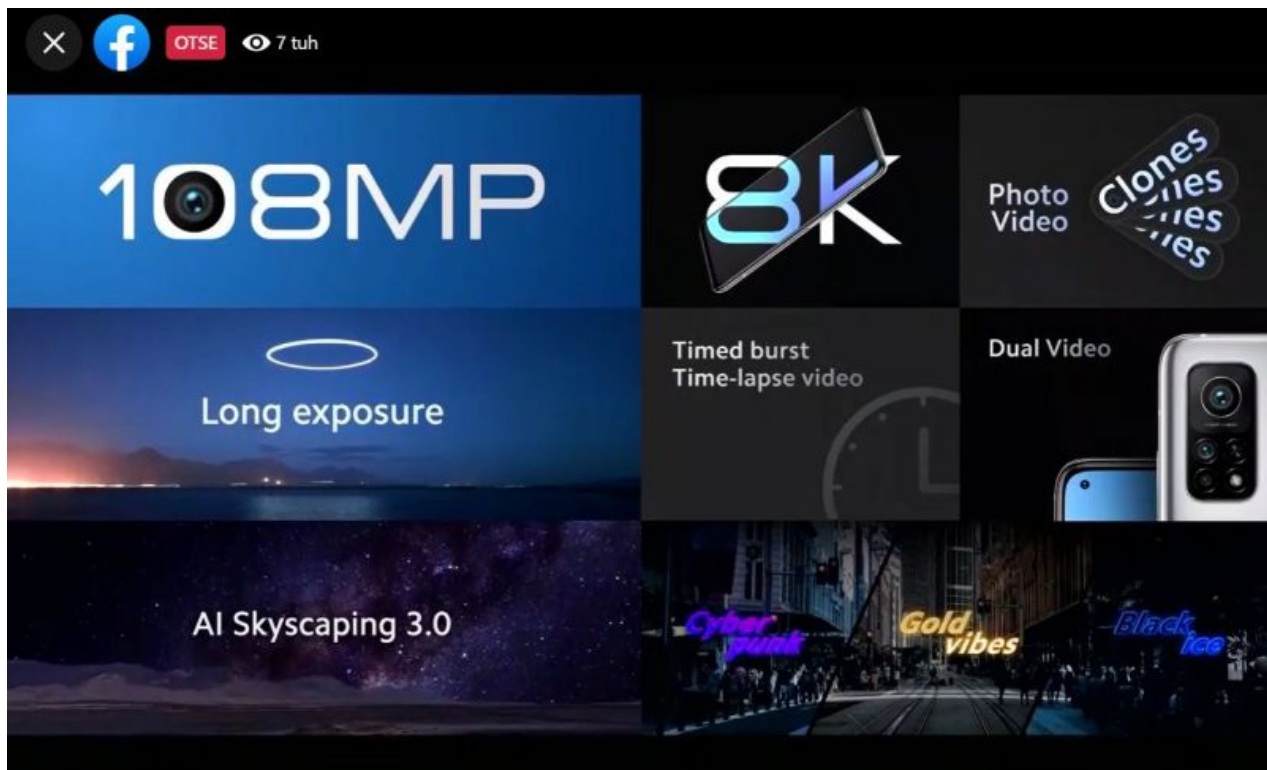 OTSE
7 tuh
108MP
8K
Photo
Video
Clones
Long exposure
Timed burst
Time-lapse video
Dual Video
AI Skyscaping 3.0
Cyber
punk
Gold
vibes
Black
ice